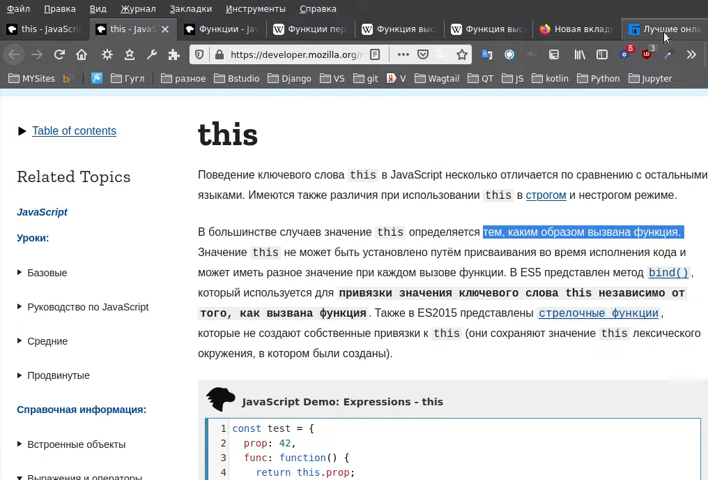 Файл Правка Вид Журнал Закладки Инструменты Справка
this - JavaScri this - JavaS Функции - Jav Функции пер Функция выс Функция выс Новая вклад Лучшие онла
https://developer.mozilla.org/r 8 3
MYSites Гугл разное Bstudio Django VS git V Wagtail QT JS kotlin Python Jupyter
Table of contents
this
Related Topics
Поведение ключевого слова this в JavaScript несколько отличается по сравнению с остальными
языками. Имеются также различия при использовании this в строгом и нестрогом режиме.
JavaScript
Уроки:
В большинстве случаев значение this определяется тем, каким образом вызвана функция.
Значение this не может быть установлено путём присваивания во время исполнения кода и
может иметь разное значение при каждом вызове функции. В ES5 представлен метод bind(),
который используется для привязки значения ключевого слова this независимо от
того, как вызвана функция. Также в ES2015 представлены стрелочные функции,
которые не создают собственные привязки к this (они сохраняют значение this лексического
окружения, в котором были созданы).
Базовые
Руководство по JavaScript
Средние
Продвинутые
Справочная информация:
Встроенные объекты
Выражения и операторы
JavaScript Demo: Expressions - this
1 const test = {
2 prop: 42,
3 func: function() {
4 return this.prop;